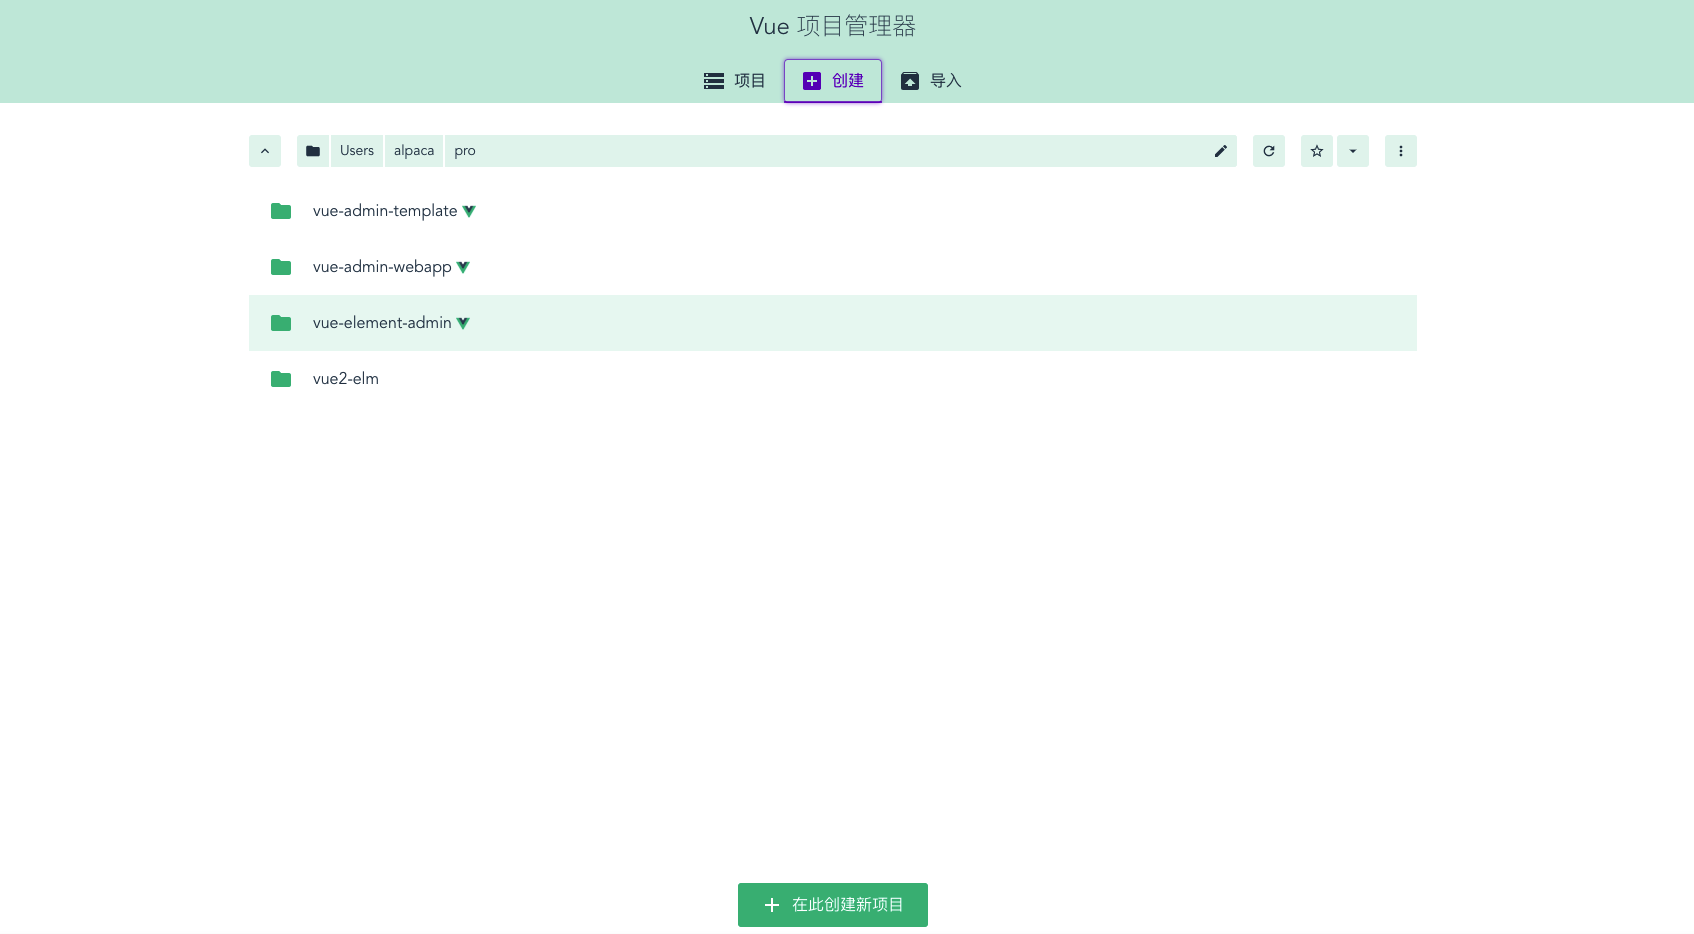 Vue 项目管理器
项目 创建 导入
Users alpaca pro
vue-admin-template
vue-admin-webapp
vue-element-admin
vue2-elm
在此创建新项目